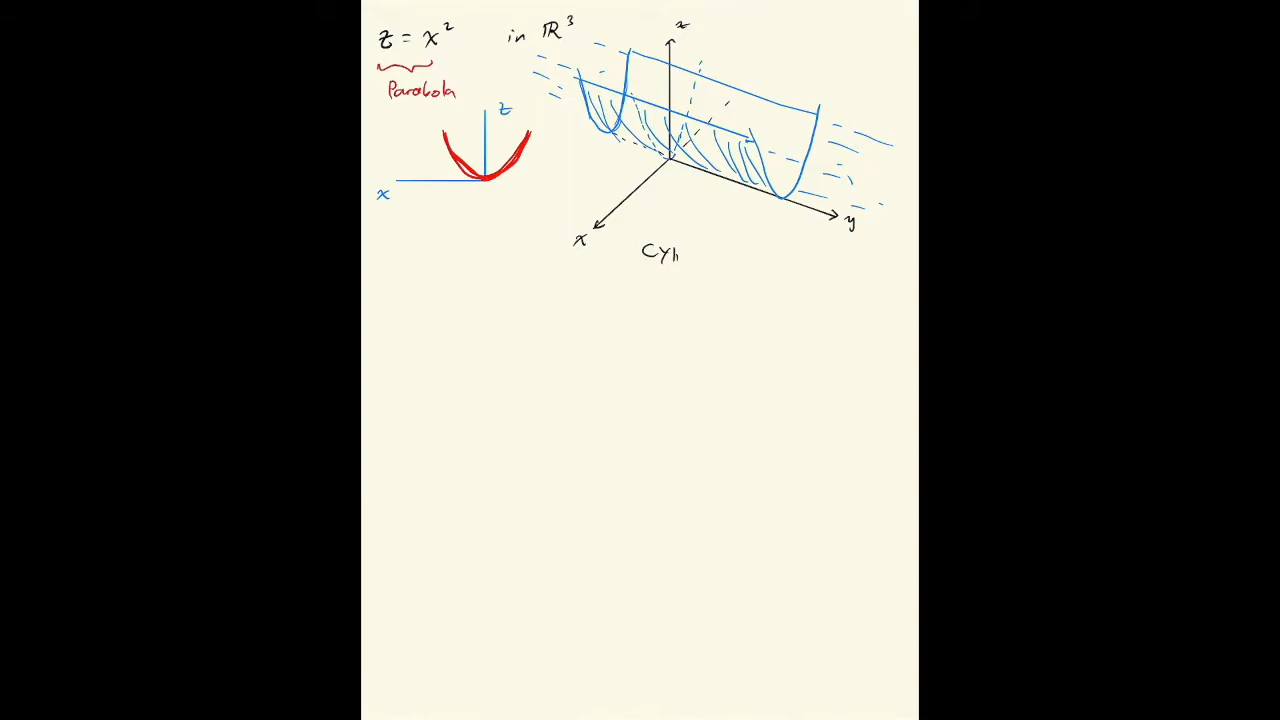 z = x² in ℝ³
Parabola
z
x
z
y
x
Cyl